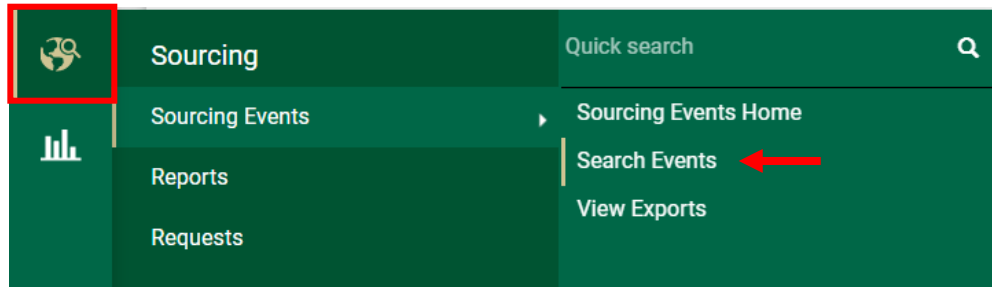 Sourcing
Sourcing Events
Reports
Requests
Quick search
Sourcing Events Home
Search Events
View Exports